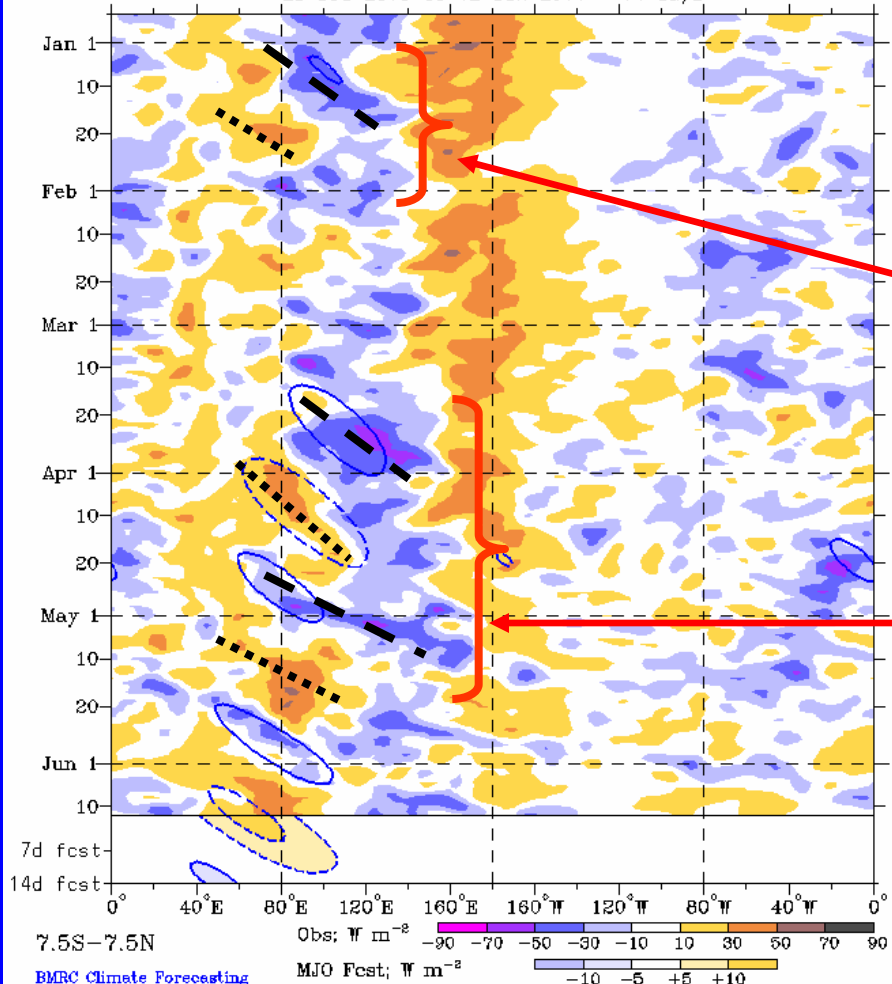 Jan 1
10
20
Feb 1
10
20
Mar 1
10
20
Apr 1
10
20
May 1
10
20
Jun 1
10
7d fcst
14d fcst
0° 40°E 80°E 120°E 160°E 160°W 120°W 80°W 40°W 0°
7.5S-7.5N
Obs: W m⁻²
-90 -70 -50 -30 -10 10 30 50 70 90
BMRC Climate Forecasting
MJO Fcst: W m⁻²
-10 -5 +5 +10